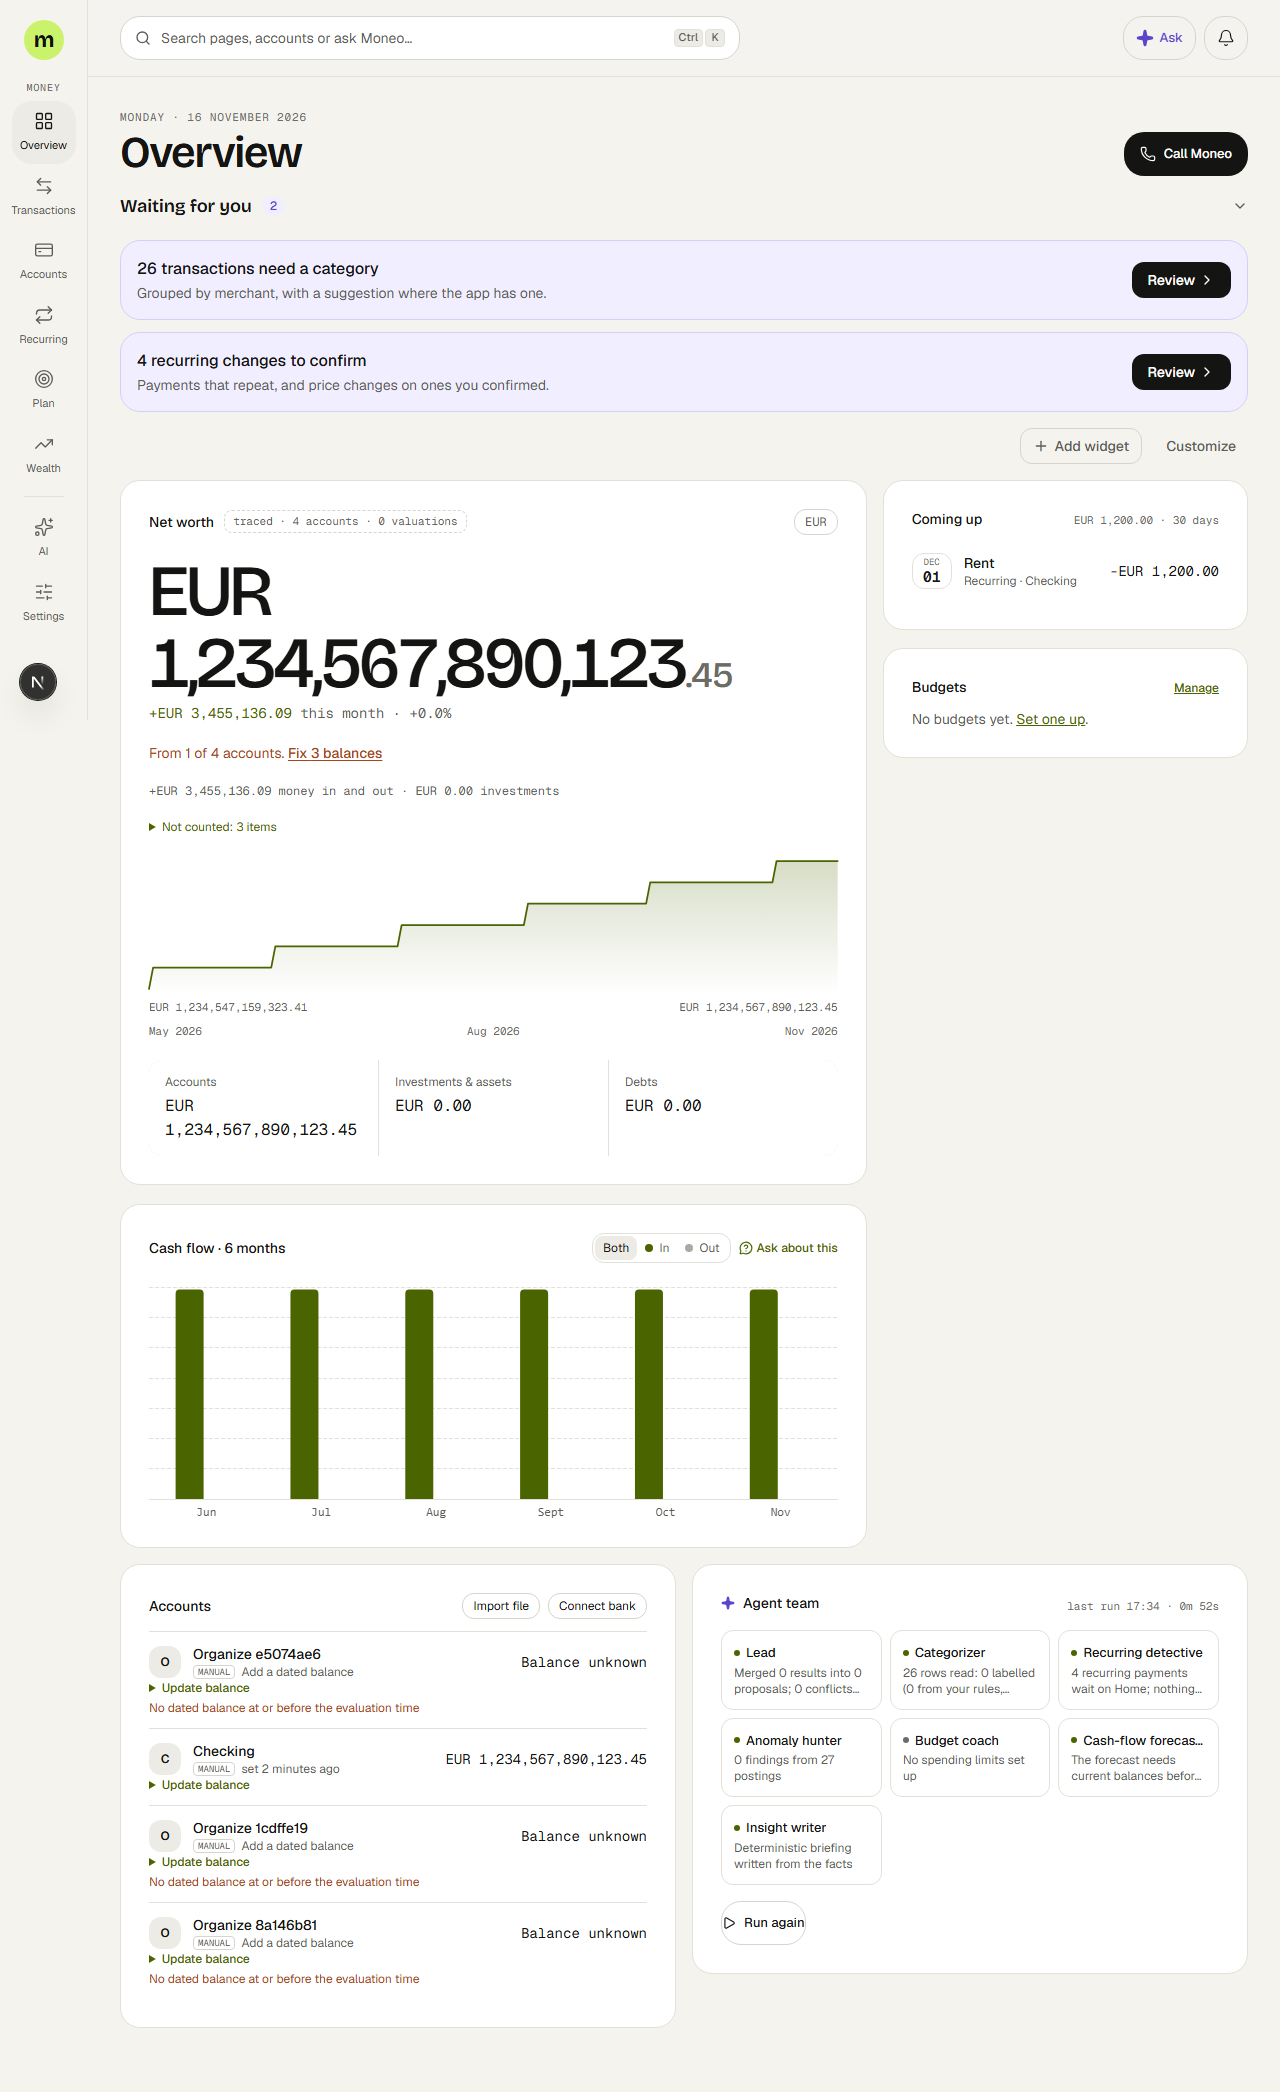 m
Search pages, accounts or ask Moneo...
Ctrl K
Ask
MONEY
Overview
Transactions
Accounts
Recurring
Plan
Wealth
AI
Settings
N
MONDAY · 16 NOVEMBER 2026
Overview
Call Moneo
Waiting for you 2
26 transactions need a category
Grouped by merchant, with a suggestion where the app has one.
Review
4 recurring changes to confirm
Payments that repeat, and price changes on ones you confirmed.
Review
Add widget
Customize
Net worth
traced · 4 accounts · 0 valuations
EUR
EUR
1,234,567,890,123.45
+EUR 3,455,136.09 this month · +0.0%
From 1 of 4 accounts. Fix 3 balances
+EUR 3,455,136.09 money in and out · EUR 0.00 investments
Not counted: 3 items
EUR 1,234,547,159,323.41
EUR 1,234,567,890,123.45
May 2026
Aug 2026
Nov 2026
Accounts
EUR
1,234,567,890,123.45
Investments & assets
EUR 0.00
Debts
EUR 0.00
Coming up
EUR 1,200.00 · 30 days
DEC
01
Rent
Recurring · Checking
-EUR 1,200.00
Budgets
Manage
No budgets yet. Set one up.
Cash flow · 6 months
Both
In
Out
Ask about this
Jun
Jul
Aug
Sept
Oct
Nov
Accounts
Import file
Connect bank
O
Organize e5074ae6
MANUAL Add a dated balance
Balance unknown
Update balance
No dated balance at or before the evaluation time
C
Checking
MANUAL set 2 minutes ago
EUR 1,234,567,890,123.45
Update balance
O
Organize 1cdffe19
MANUAL Add a dated balance
Balance unknown
Update balance
No dated balance at or before the evaluation time
O
Organize 8a146b81
MANUAL Add a dated balance
Balance unknown
Update balance
No dated balance at or before the evaluation time
Agent team
last run 17:34 · 0m 52s
Lead
Merged 0 results into 0
proposals; 0 conflicts...
Categorizer
26 rows read: 0 labelled
(0 from your rules,...
Recurring detective
4 recurring payments
wait on Home; nothing...
Anomaly hunter
0 findings from 27
postings
Budget coach
No spending limits set
up
Cash-flow forecas...
The forecast needs
current balances befor...
Insight writer
Deterministic briefing
written from the facts
Run again